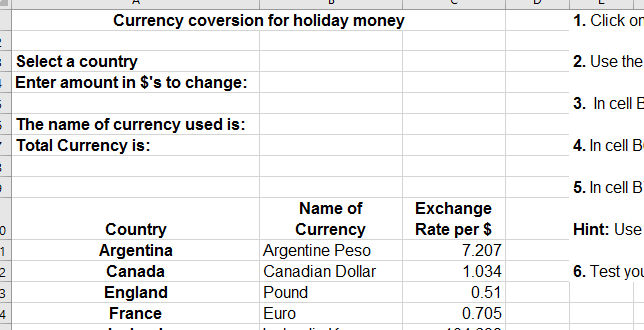 Currency coversion for holiday money
1. Click
Select a country
2. Use the
Enter amount in $'s to change:
3. In cell
The name of currency used is:
Total Currency is:
4. In cell
5. In cell
Name of Exchange
Country Currency Rate per $
Hint: Use
Argentina Argentine Peso 7.207
Canada Canadian Dollar 1.034
6. Test
England Pound 0.51
France Euro 0.705